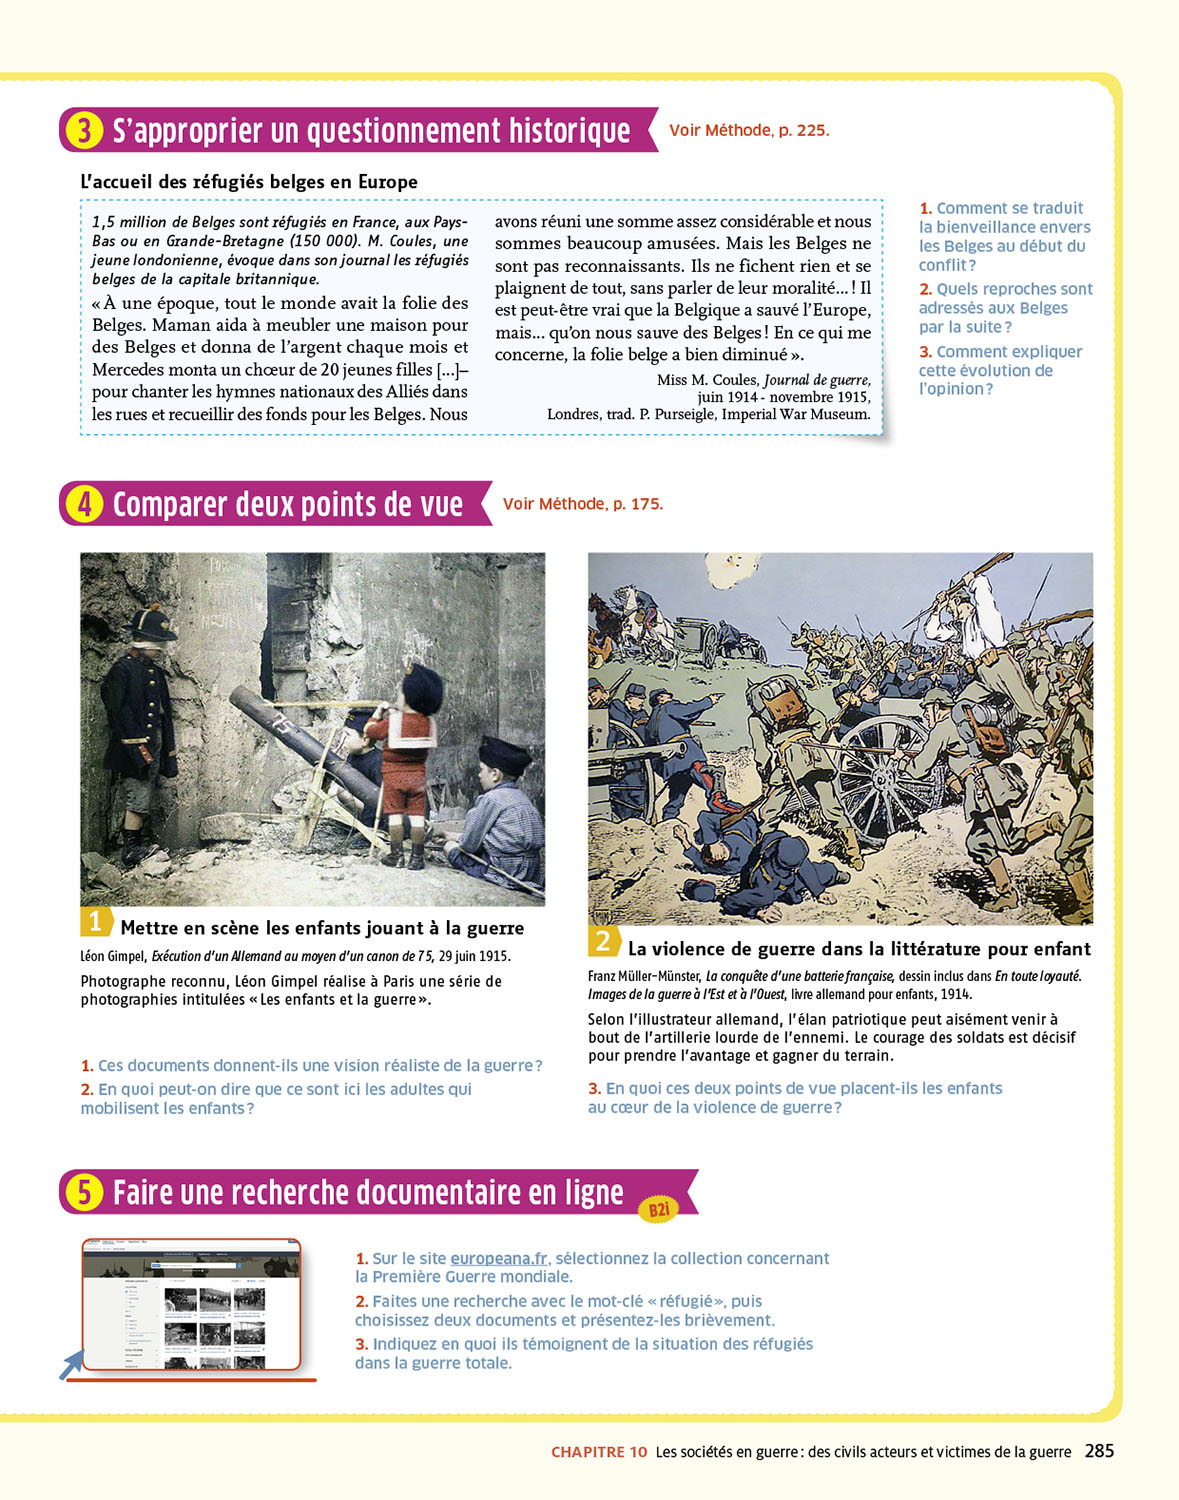 3 S'approprier un questionnement historique
Voir Méthode, p. 225.
L'accueil des réfugiés belges en Europe
1,5 million de Belges sont réfugiés en France, aux Pays-
Bas ou en Grande-Bretagne (150 000). M. Coules, une
jeune londonienne, évoque dans son journal les réfugiés
belges de la capitale britannique.
« À une époque, tout le monde avait la folie des
Belges. Maman aida à meubler une maison pour
des Belges et donna de l'argent chaque mois et
Mercedes monta un chœur de 20 jeunes filles [...]–
pour chanter les hymnes nationaux des Alliés dans
les rues et recueillir des fonds pour les Belges. Nous
avons réuni une somme assez considérable et nous
sommes beaucoup amusées. Mais les Belges ne
sont pas reconnaissants. Ils ne fichent rien et se
plaignent de tout, sans parler de leur moralité... ! Il
est peut-être vrai que la Belgique a sauvé l'Europe,
mais... qu'on nous sauve des Belges ! En ce qui me
concerne, la folie belge a bien diminué ».
Miss M. Coules, Journal de guerre,
juin 1914 - novembre 1915,
Londres, trad. P. Purseigle, Imperial War Museum.
1. Comment se traduit
la bienveillance envers
les Belges au début du
conflit ?
2. Quels reproches sont
adressés aux Belges
par la suite ?
3. Comment expliquer
cette évolution de
l'opinion ?
4 Comparer deux points de vue
Voir Méthode, p. 175.
75
1 Mettre en scène les enfants jouant à la guerre
Léon Gimpel, Exécution d'un Allemand au moyen d'un canon de 75, 29 juin 1915.
Photographe reconnu, Léon Gimpel réalise à Paris une série de
photographies intitulées « Les enfants et la guerre ».
2 La violence de guerre dans la littérature pour enfant
Franz Müller-Münster, La conquête d'une batterie française, dessin inclus dans En toute loyauté.
Images de la guerre à l'Est et à l'Ouest, livre allemand pour enfants, 1914.
Selon l'illustrateur allemand, l'élan patriotique peut aisément venir à
bout de l'artillerie lourde de l'ennemi. Le courage des soldats est décisif
pour prendre l'avantage et gagner du terrain.
1. Ces documents donnent-ils une vision réaliste de la guerre ?
2. En quoi peut-on dire que ce sont ici les adultes qui
mobilisent les enfants ?
3. En quoi ces deux points de vue placent-ils les enfants
au cœur de la violence de guerre ?
5 Faire une recherche documentaire en ligne
B2i
1. Sur le site europeana.fr, sélectionnez la collection concernant
la Première Guerre mondiale.
2. Faites une recherche avec le mot-clé « réfugié », puis
choisissez deux documents et présentez-les brièvement.
3. Indiquez en quoi ils témoignent de la situation des réfugiés
dans la guerre totale.
CHAPITRE 10 Les sociétés en guerre : des civils acteurs et victimes de la guerre 285